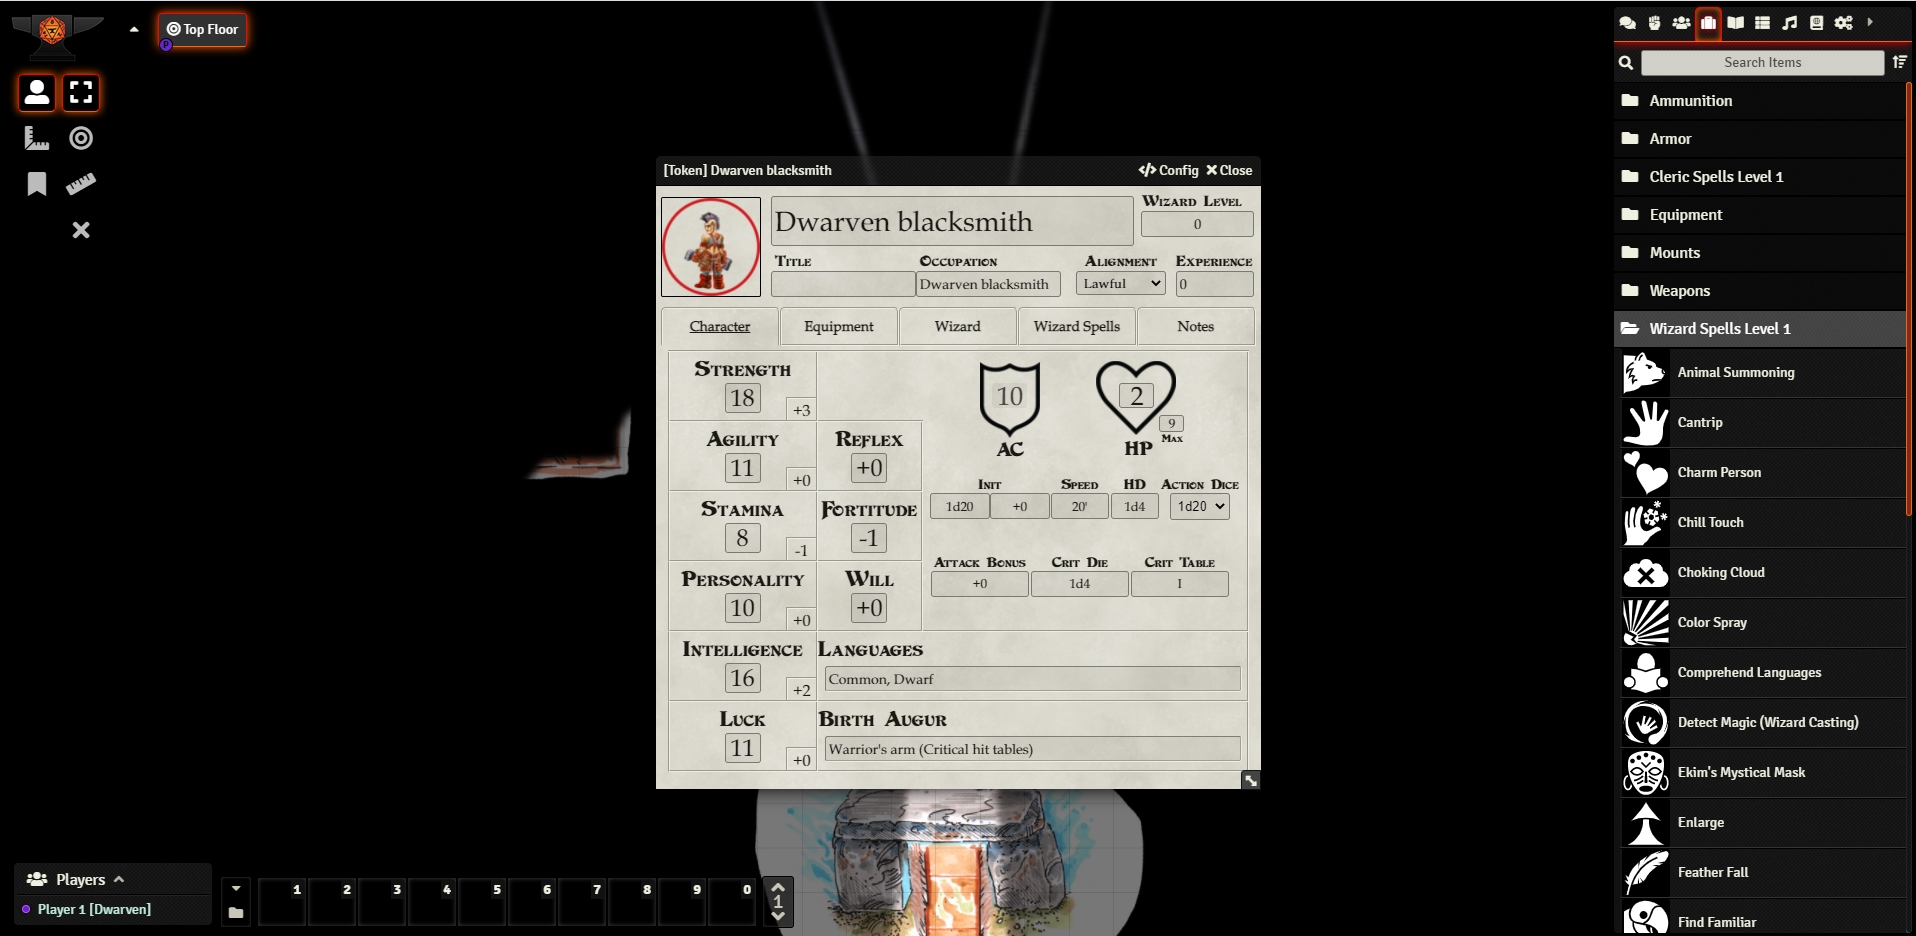 Top Floor
P
[Token] Dwarven blacksmith
Config
Close
Dwarven blacksmith
Wizard Level
0
Title
Occupation
Dwarven blacksmith
Alignment
Lawful
Experience
0
Character
Equipment
Wizard
Wizard Spells
Notes
Strength
18
+3
Agility
11
+0
Reflex
+0
Stamina
8
-1
Fortitude
-1
Personality
10
+0
Will
+0
Intelligence
16
+2
Luck
11
+0
10
AC
2
HP
9
Max
Init
1d20
+0
Speed
20'
HD
1d4
Action Dice
1d20
Attack Bonus
+0
Crit Die
1d4
Crit Table
I
Languages
Common, Dwarf
Birth Augur
Warrior's arm (Critical hit tables)
Search Items
Ammunition
Armor
Cleric Spells Level 1
Equipment
Mounts
Weapons
Wizard Spells Level 1
Animal Summoning
Cantrip
Charm Person
Chill Touch
Choking Cloud
Color Spray
Comprehend Languages
Detect Magic (Wizard Casting)
Ekim's Mystical Mask
Enlarge
Feather Fall
Find Familiar
Players
Player 1 [Dwarven]
1 2 3 4 5 6 7 8 9 0
1